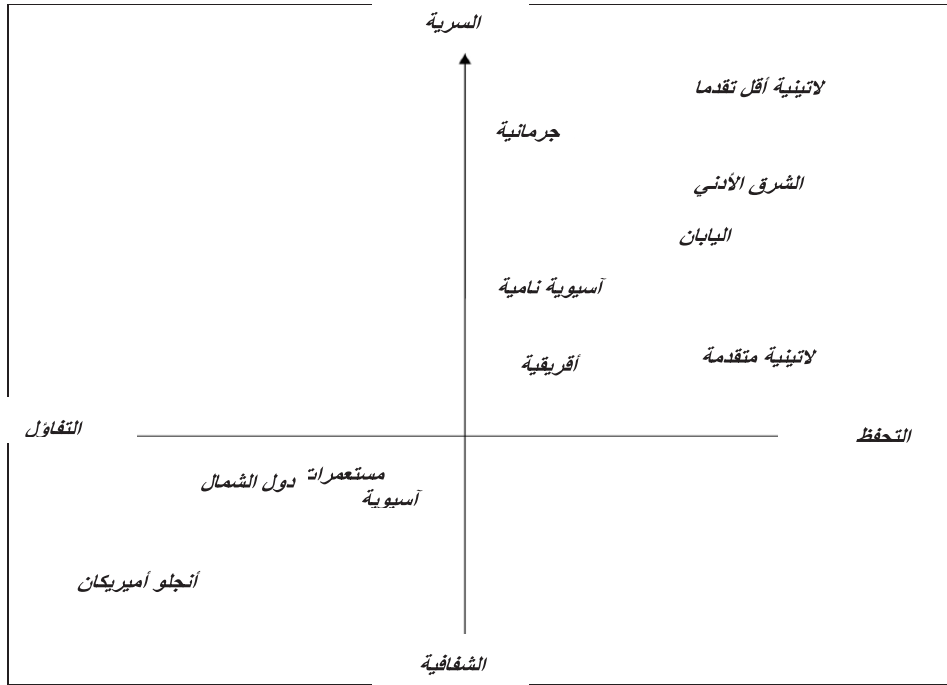 السرية
لاتينية أقل تقدما
جرمانية
الشرق الأدني
اليابان
آسيوية نامية
لاتينية متقدمة
أقريقية
التفاؤل
التحفظ
مستعمرات
دول الشمال
آسيوية
أنجلو أميريكان
الشفافية